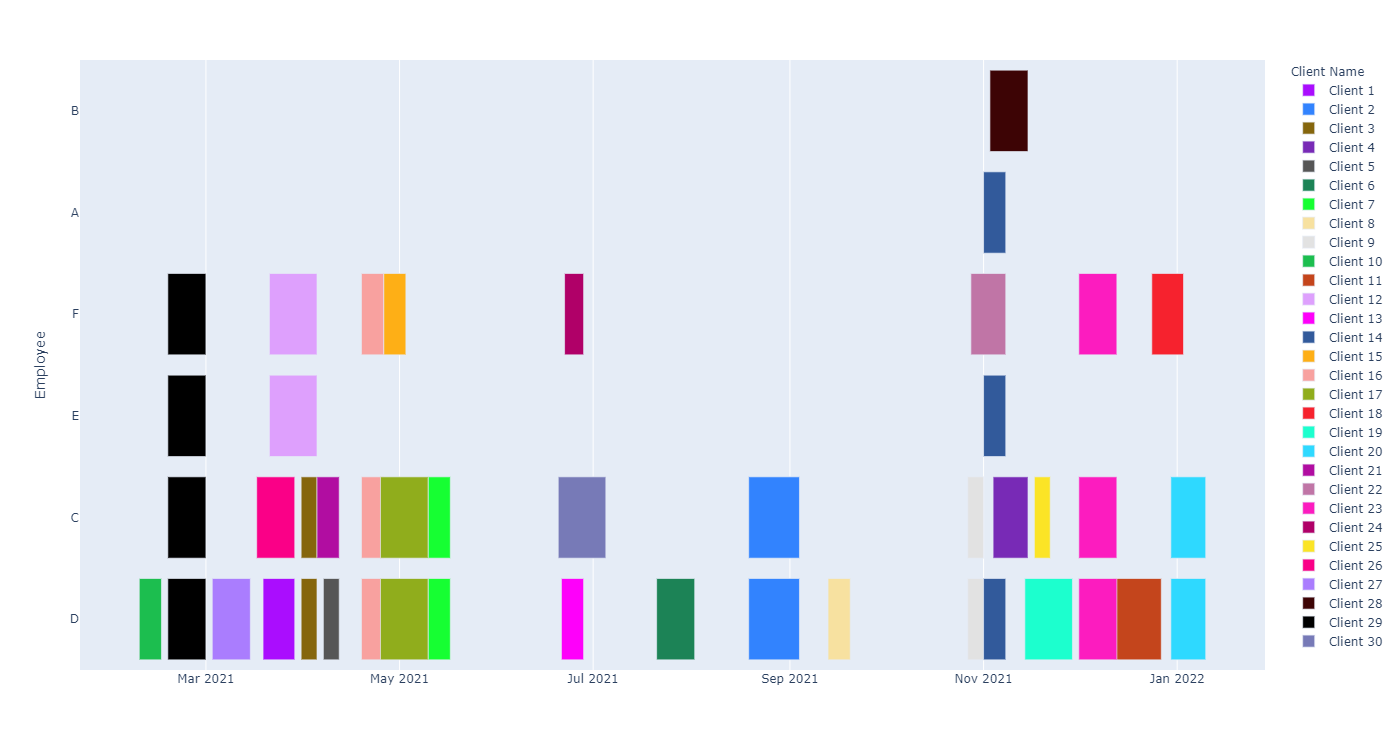 Client Name
Client 1
Client 2
Client 3
Client 4
Client 5
Client 6
Client 7
Client 8
Client 9
Client 10
Client 11
Client 12
Client 13
Client 14
Client 15
Client 16
Client 17
Client 18
Client 19
Client 20
Client 21
Client 22
Client 23
Client 24
Client 25
Client 26
Client 27
Client 28
Client 29
Client 30
Employee
B
A
F
E
C
D
Mar 2021 May 2021 Jul 2021 Sep 2021 Nov 2021 Jan 2022